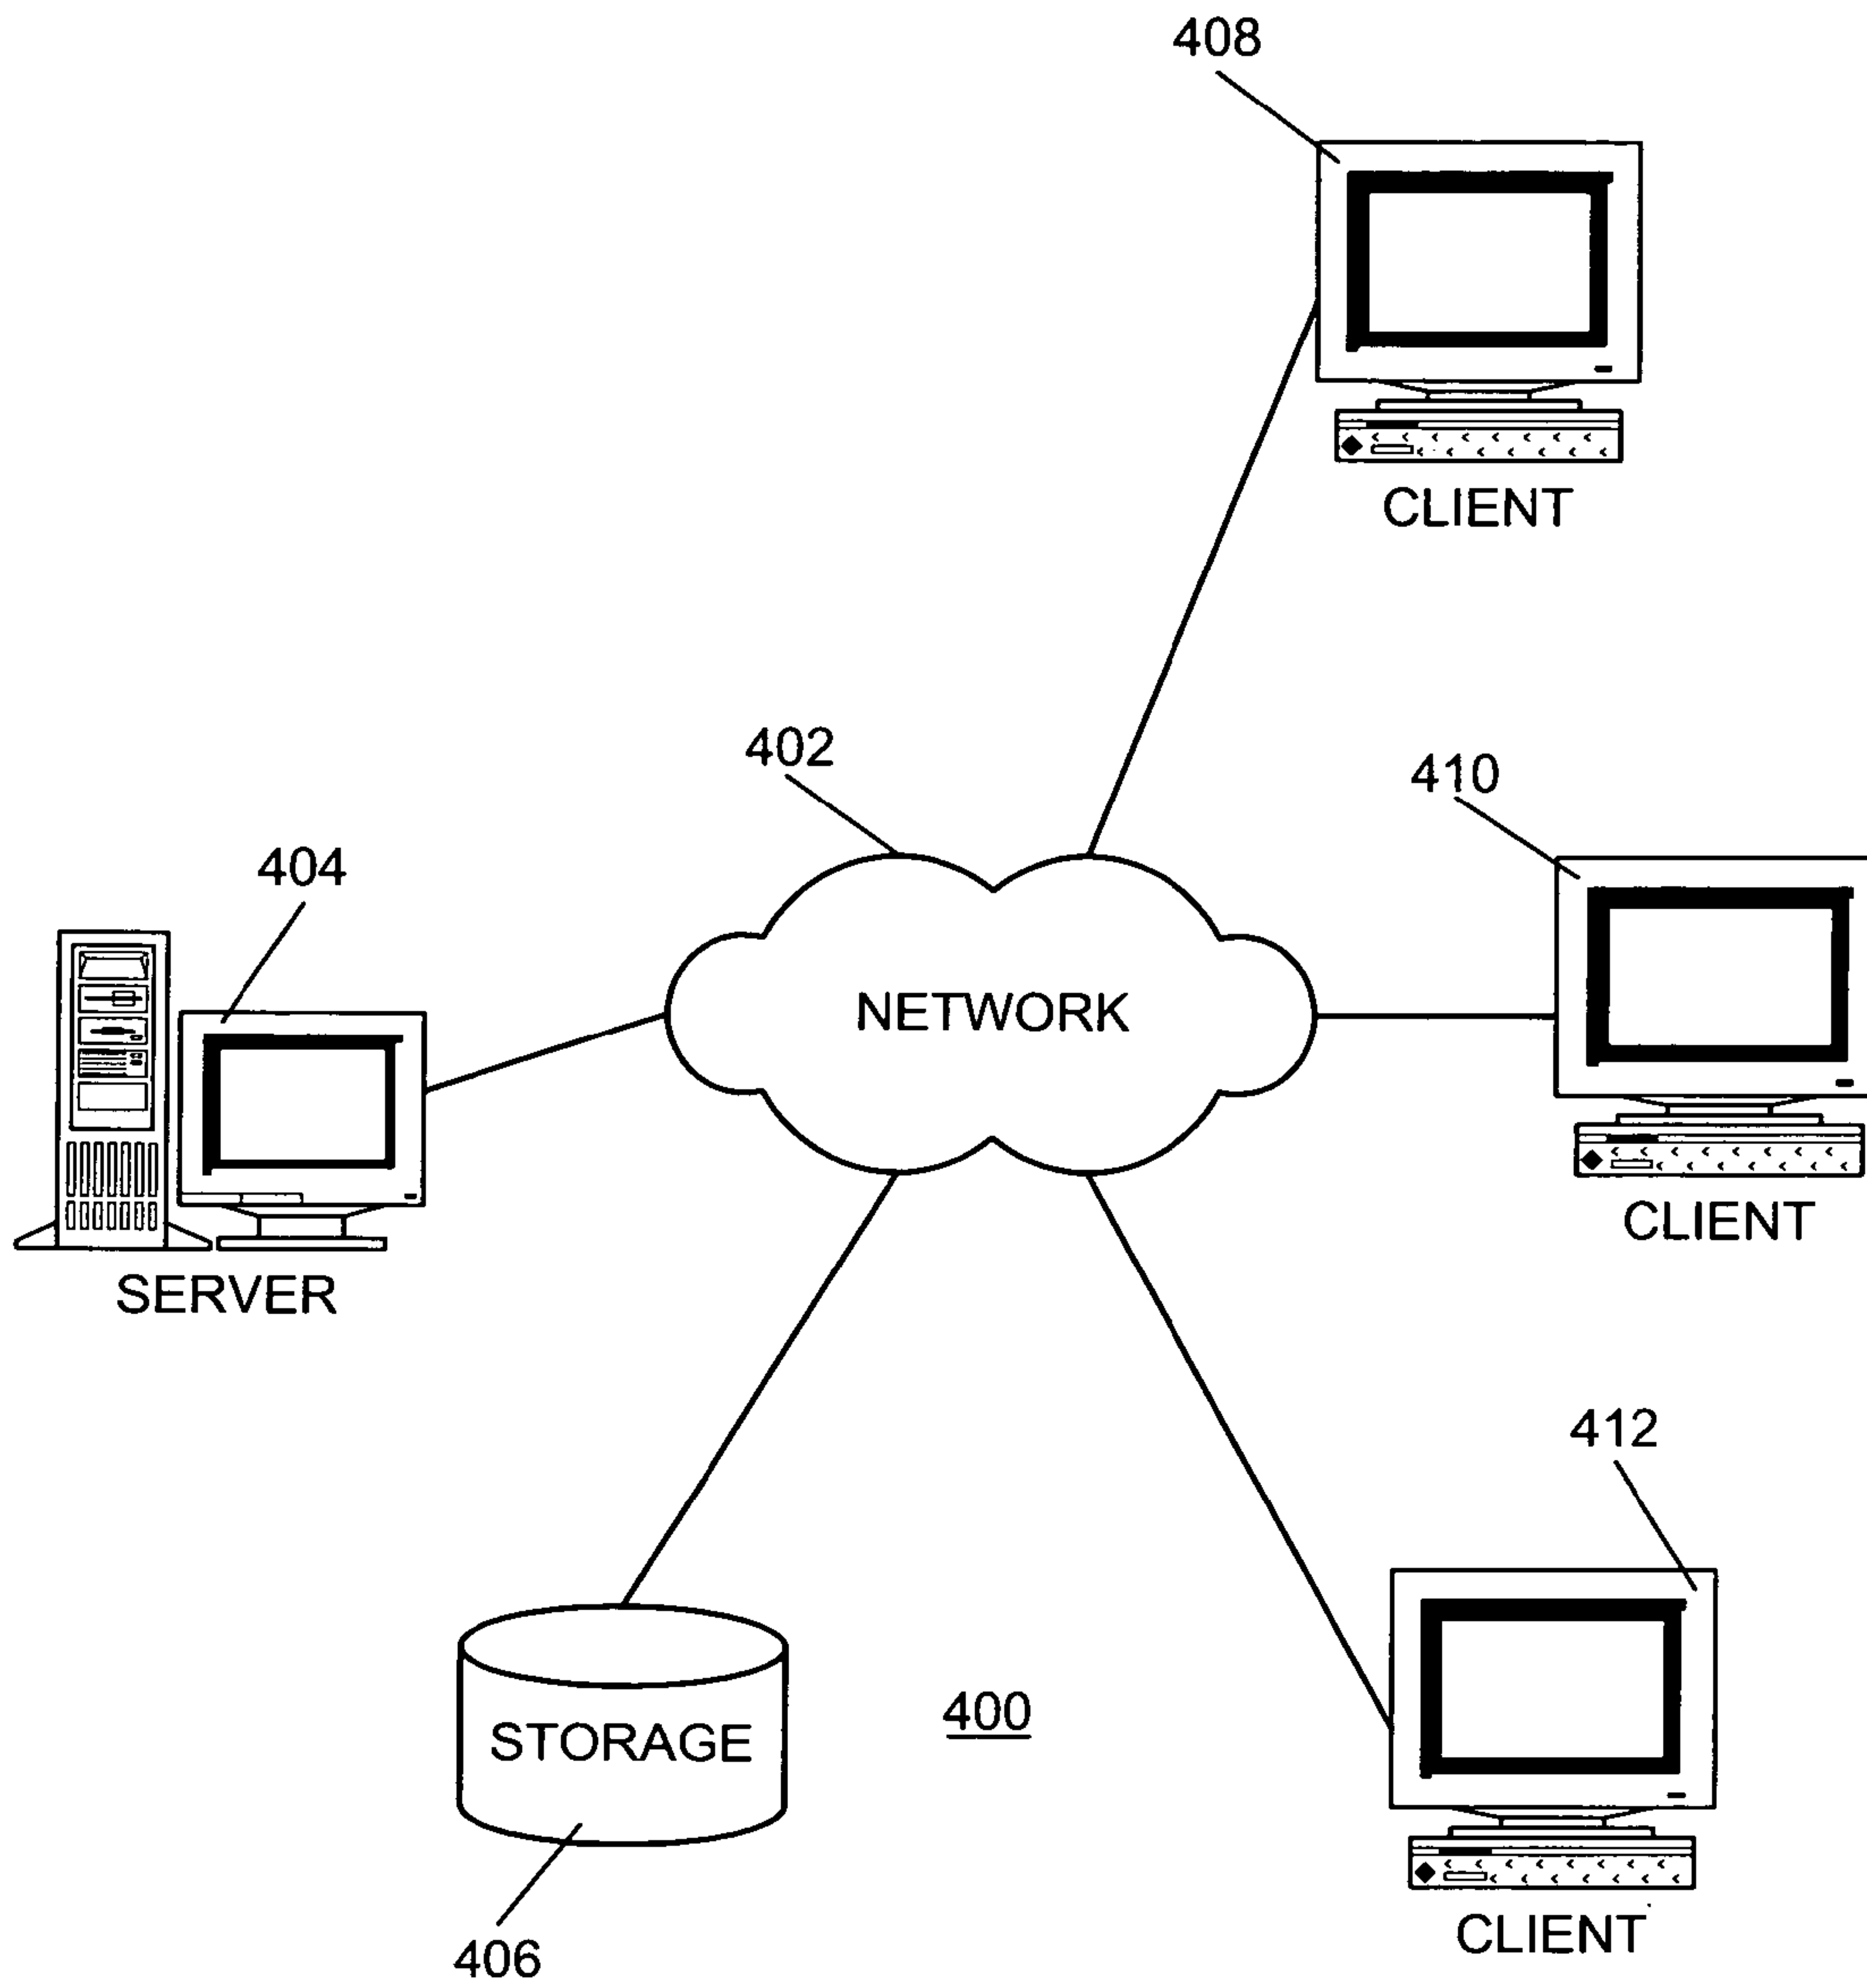 408
CLIENT
402
410
404
NETWORK
CLIENT
SERVER
412
400
STORAGE
CLIENT
406